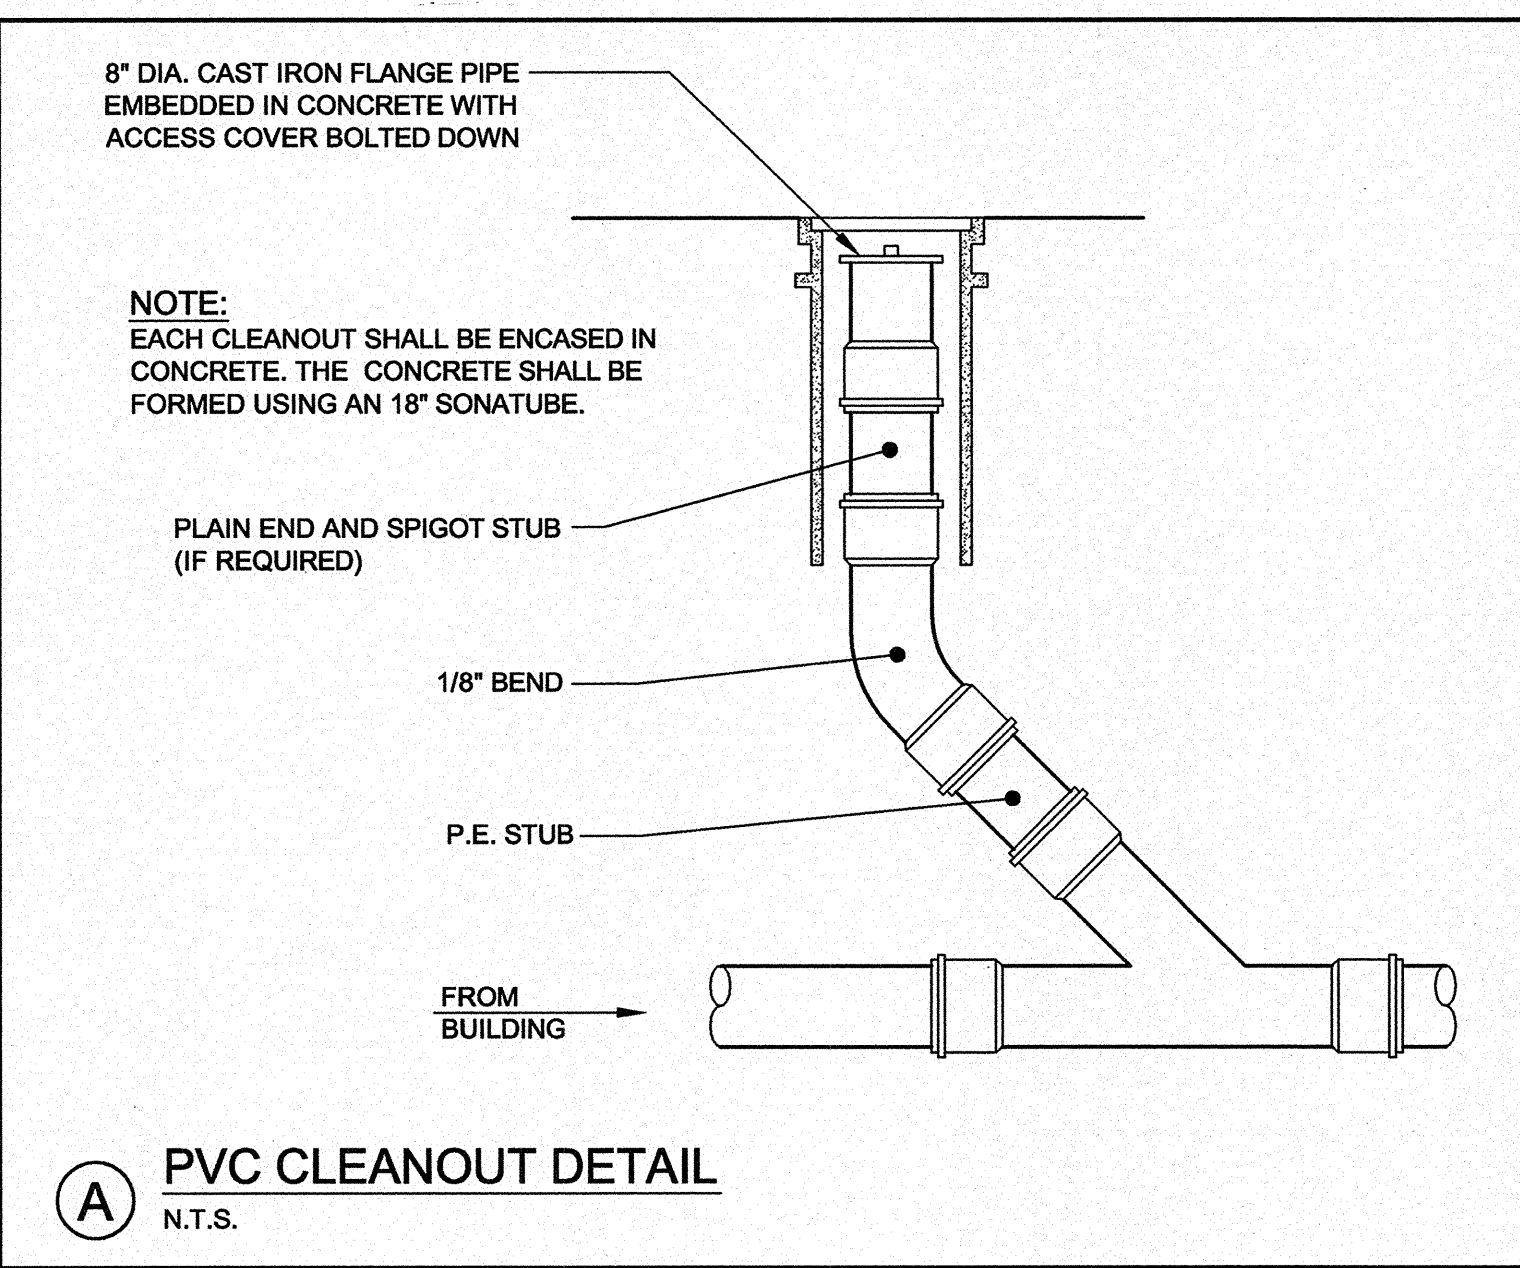 8" DIA. CAST IRON FLANGE PIPE
EMBEDDED IN CONCRETE WITH
ACCESS COVER BOLTED DOWN
NOTE:
EACH CLEANOUT SHALL BE ENCASED IN
CONCRETE. THE CONCRETE SHALL BE
FORMED USING AN 18" SONATUBE.
PLAIN END AND SPIGOT STUB
(IF REQUIRED)
1/8" BEND
P.E. STUB
FROM
BUILDING
A
PVC CLEANOUT DETAIL
N.T.S.